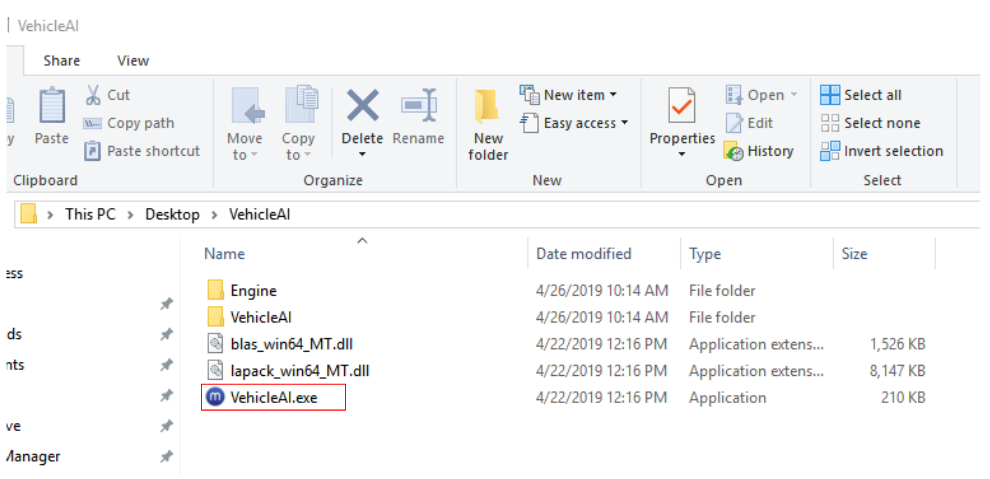 VehicleAI
Share View
Cut
Copy path
Paste shortcut
Paste
Clipboard
Move to
Copy to
Delete Rename
Organize
New folder
New item
Easy access
New
Properties
Open
Edit
History
Open
Select all
Select none
Invert selection
Select
This PC > Desktop > VehicleAI
Name Date modified Type Size
Engine 4/26/2019 10:14 AM File folder
VehicleAI 4/26/2019 10:14 AM File folder
blas_win64_MT.dll 4/22/2019 12:16 PM Application extens... 1,526 KB
lapack_win64_MT.dll 4/22/2019 12:16 PM Application extens... 8,147 KB
m VehicleAI.exe 4/22/2019 12:16 PM Application 210 KB
ess
ds
nts
ve
Manager